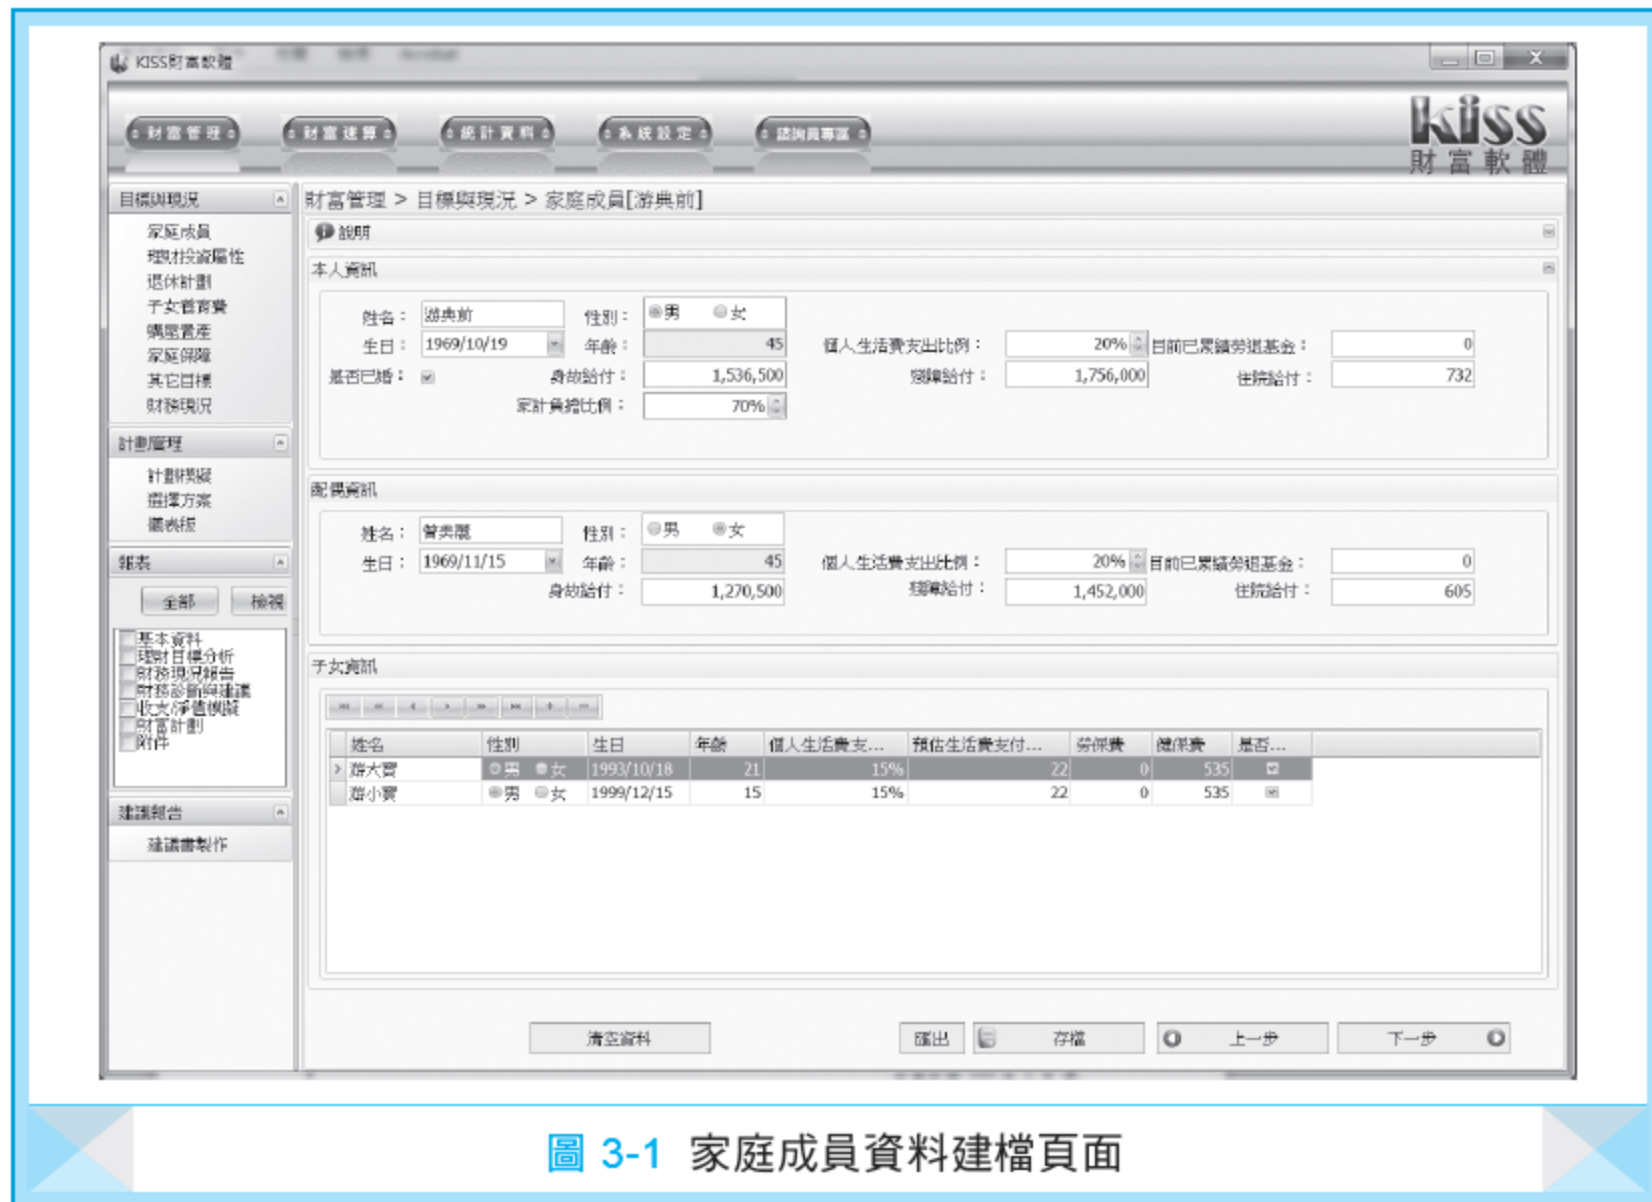 KISS財富軟體
財富管理 財富速算 統計資料 系統設定 諮詢員專區
kiss
財富軟體
目標與現況
家庭成員
理財投資屬性
退休計劃
子女養育費
購屋置產
家庭保障
其它目標
財務現況
計劃管理
計劃模擬
選擇方案
儀表版
報表
全部 檢視
基本資料
理財目標分析
財務現況報告
財務診斷與建議
收支/淨值模擬
財富計劃
附件
建議報告
建議書製作
財富管理 > 目標與現況 > 家庭成員[游典前]
說明
本人資訊
姓名: 游典前 性別: 男 女
生日: 1969/10/19 年齡: 45 個人生活費支出比例: 20% 目前已累績勞退基金: 0
是否已婚: 身故給付: 1,536,500 殘障給付: 1,756,000 住院給付: 732
家計負擔比例: 70%
配偶資訊
姓名: 曾美麗 性別: 男 女
生日: 1969/11/15 年齡: 45 個人生活費支出比例: 20% 目前已累績勞退基金: 0
身故給付: 1,270,500 殘障給付: 1,452,000 住院給付: 605
子女資訊
姓名 性別 生日 年齡 個人生活費支... 預估生活費支付... 勞保費 健保費 是否...
游大寶 男 女 1993/10/18 21 15% 22 0 535
游小寶 男 女 1999/12/15 15 15% 22 0 535
清空資料 匯出 存檔 上一步 下一步
圖 3-1 家庭成員資料建檔頁面